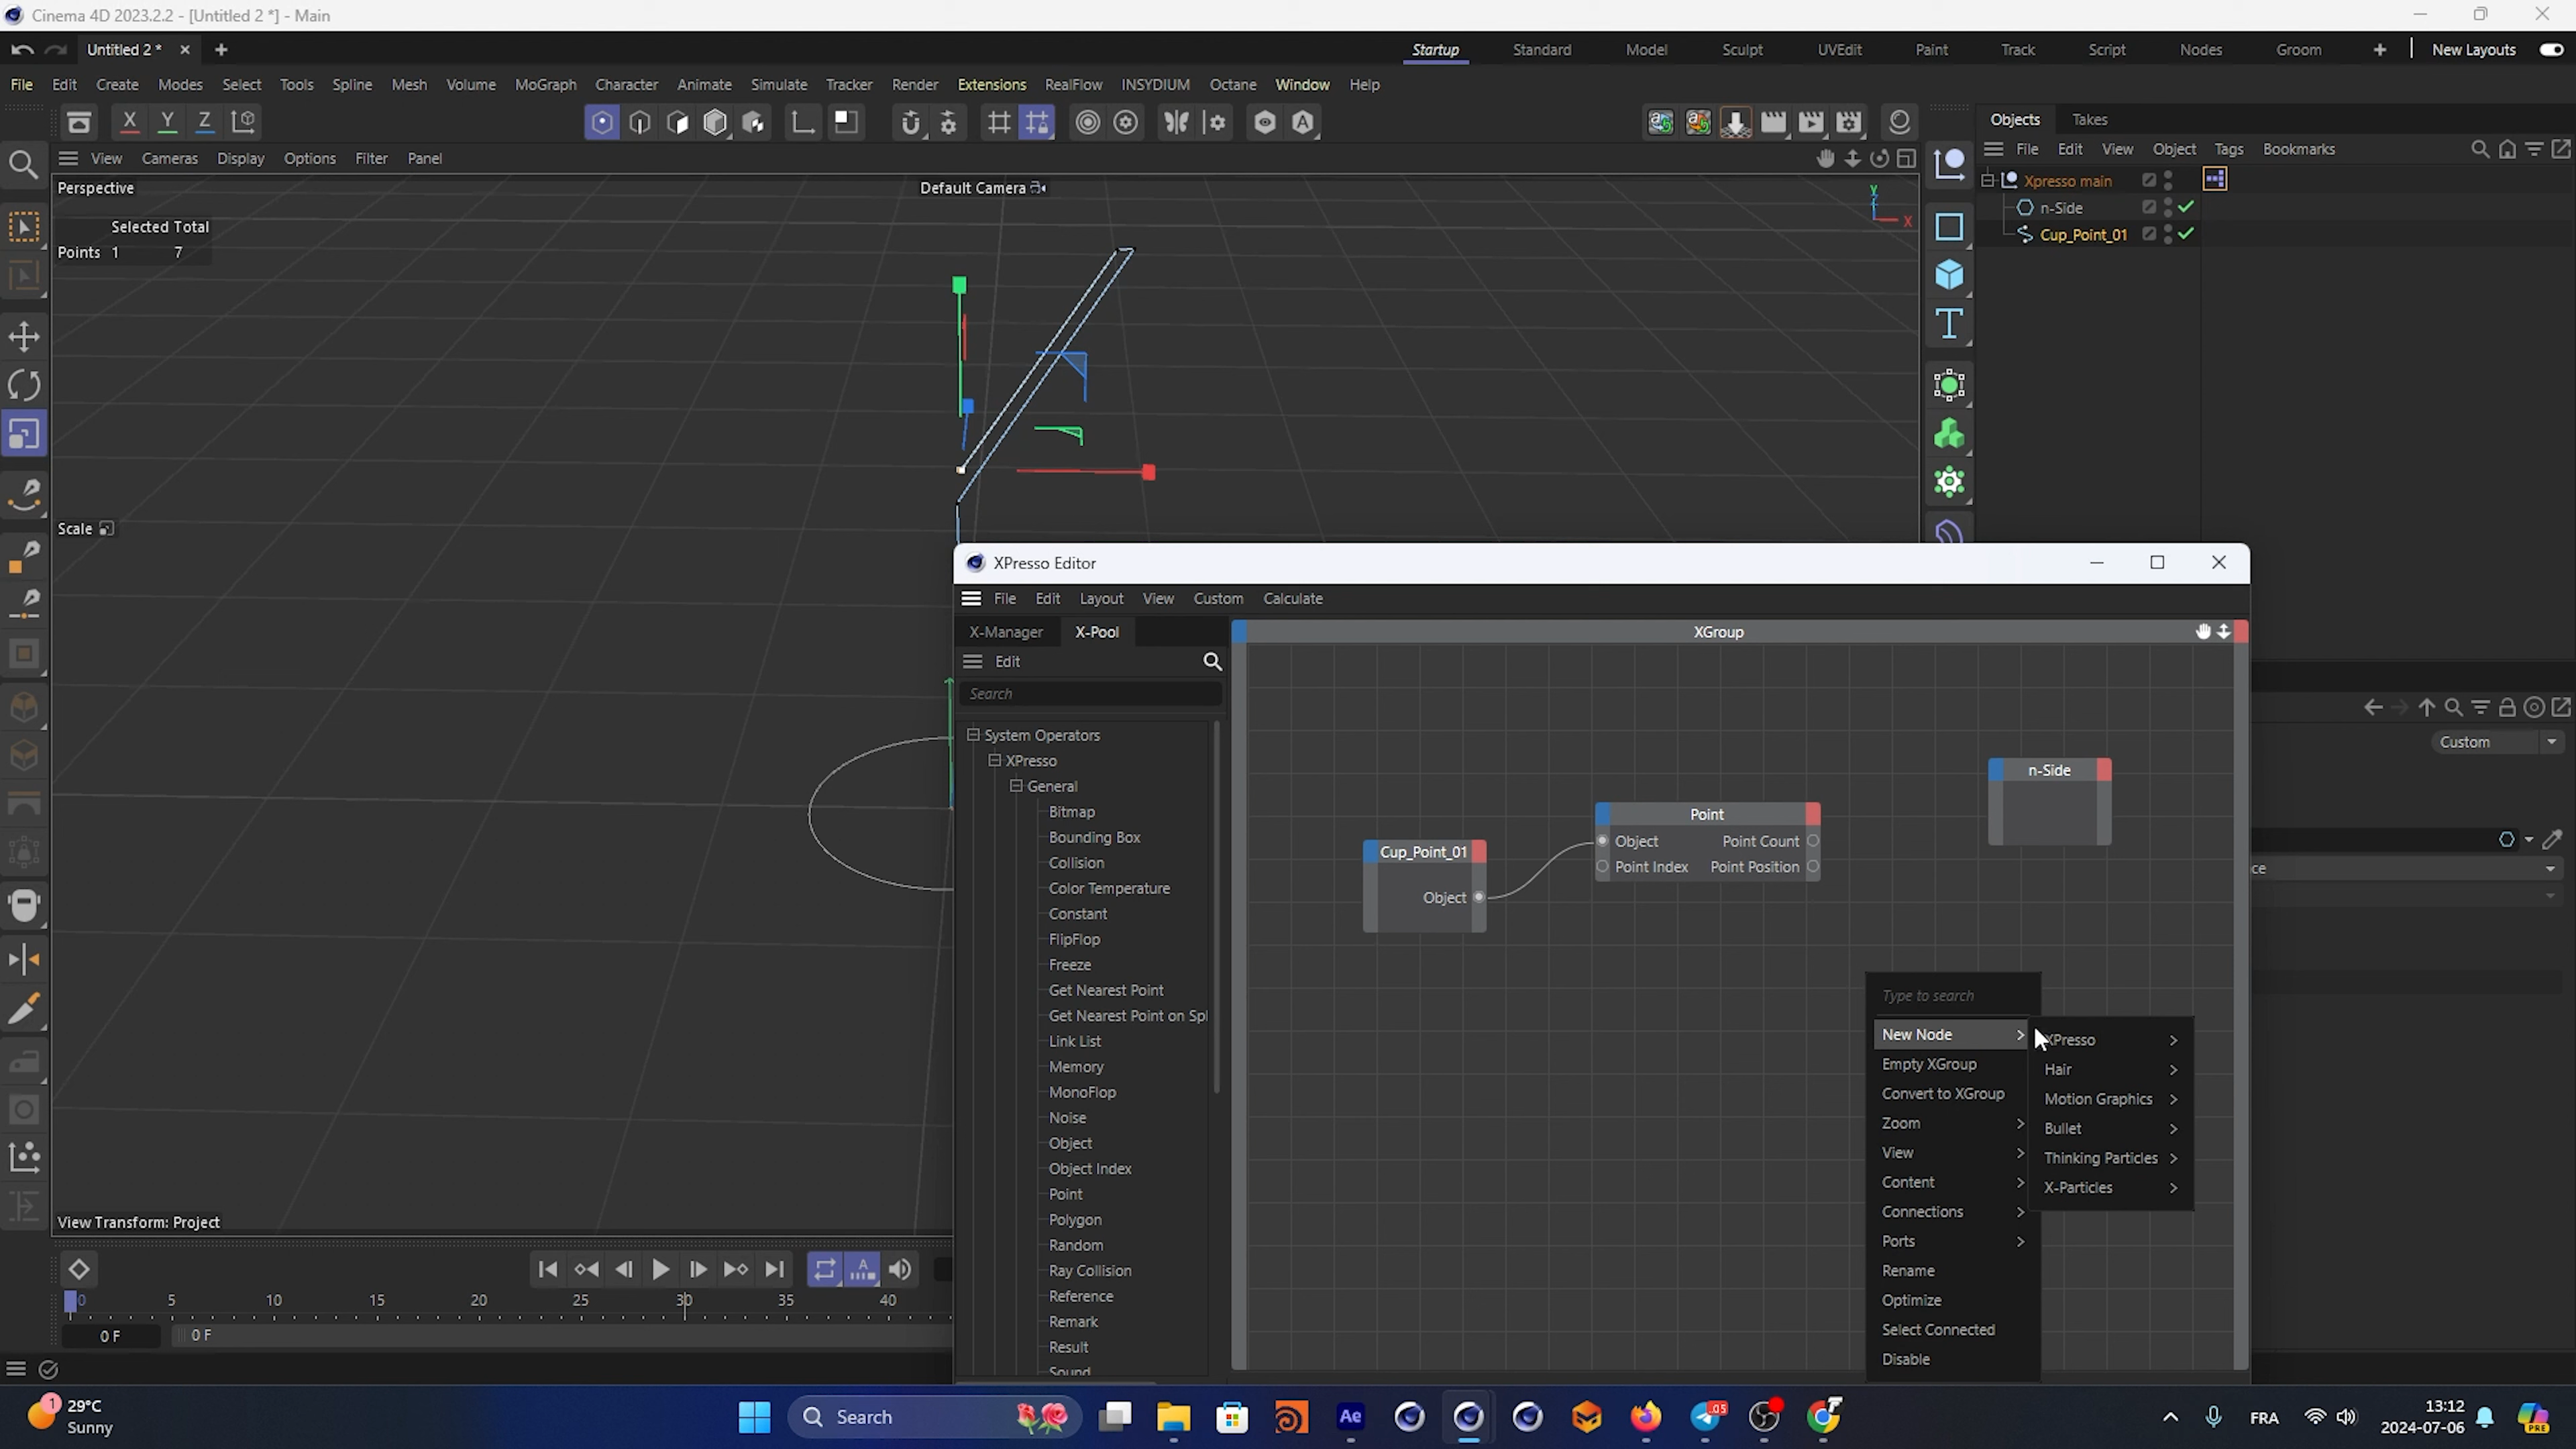 Cinema 4D 2023.2.2 - [Untitled 2 *] - Main
Untitled 2 *
Startup Standard Model Sculpt UVEdit Paint Track Script Nodes Groom New Layouts
File Edit Create Modes Select Tools Spline Mesh Volume MoGraph Character Animate Simulate Tracker Render Extensions RealFlow INSYDIUM Octane Window Help
X Y Z
Objects Takes
View Cameras Display Options Filter Panel
File Edit View Object Tags Bookmarks
Perspective
Default Camera
Y
X
Xpresso main
n-Side
Cup_Point_01
Selected Total
Points 1 7
Scale
XPresso Editor
File Edit Layout View Custom Calculate
X-Manager X-Pool
XGroup
Edit
Search
System Operators
XPresso
General
Bitmap
Bounding Box
Collision
Color Temperature
Constant
FlipFlop
Freeze
Get Nearest Point
Get Nearest Point on Spl
Link List
Memory
MonoFlop
Noise
Object
Object Index
Point
Polygon
Random
Ray Collision
Reference
Remark
Result
Sound
Custom
n-Side
Point
Object Point Count
Point Index Point Position
Cup_Point_01
Object
ce
Type to search
New Node
Empty XGroup
Convert to XGroup
Zoom
View
Content
Connections
Ports
Rename
Optimize
Select Connected
Disable
XPresso
Hair
Motion Graphics
Bullet
Thinking Particles
X-Particles
View Transform: Project
0 5 10 15 20 25 30 35 40
0 F 0 F
1
29°C
Sunny
Search
Ae
.05
FRA
13:12
2024-07-06
PRE